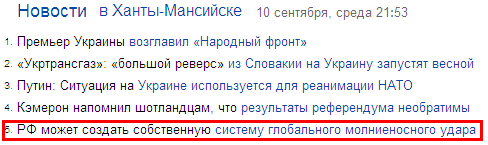 Новости в Ханты-Мансийске 10 сентября, среда 21:53
1. Премьер Украины возглавил «Народный фронт»
2. «Укртрансгаз»: «большой реверс» из Словакии на Украину запустят весной
3. Путин: Ситуация на Украине используется для реанимации НАТО
4. Кэмерон напомнил шотландцам, что результаты референдума необратимы
5. РФ может создать собственную систему глобального молниеносного удара